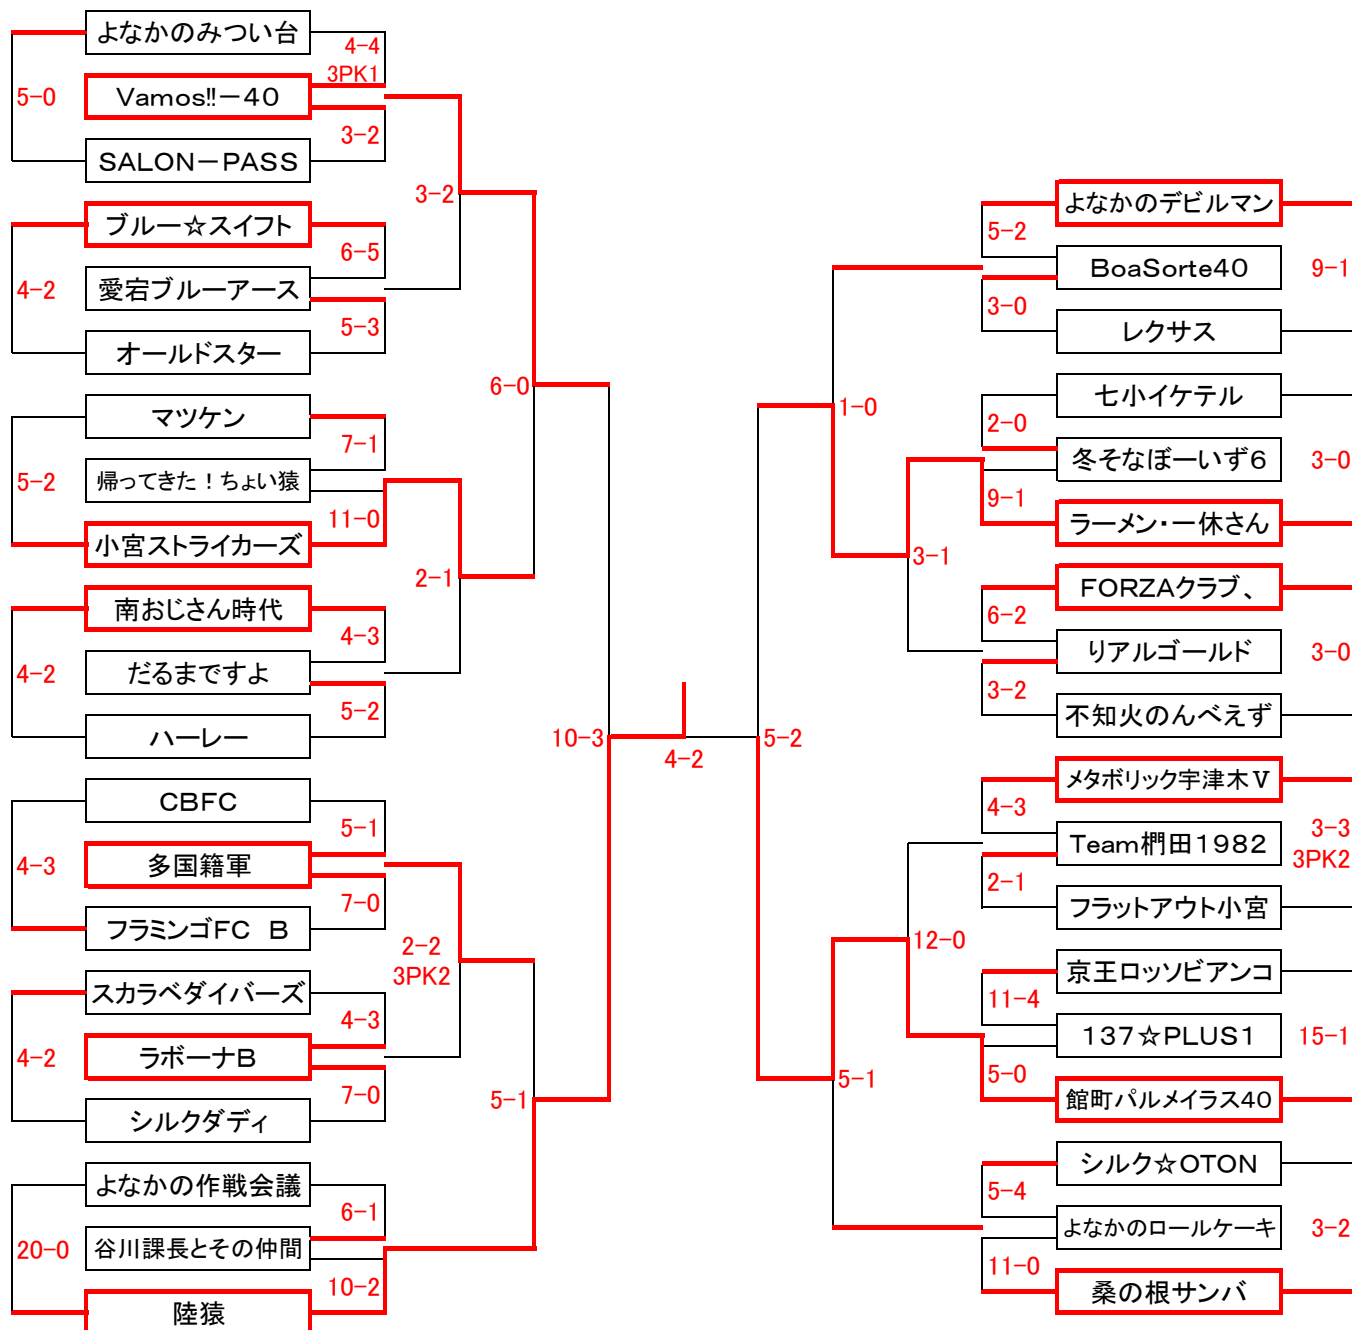 よなかのみつい台
4-4
3PK1
5-0
Vamos!!－40
3-2
SALON－PASS
3-2
ブルー☆スイフト
6-5
4-2
愛宕ブルーアース
5-3
オールドスター
6-0
マツケン
7-1
5-2
帰ってきた！ちょい猿
11-0
小宮ストライカーズ
2-1
南おじさん時代
4-3
4-2
だるまですよ
5-2
ハーレー
10-3
4-2
CBFC
5-1
4-3
多国籍軍
7-0
フラミンゴFC B
2-2
3PK2
スカラベダイバーズ
4-3
4-2
ラボーナB
7-0
シルクダディ
5-1
よなかの作戦会議
6-1
20-0
谷川課長とその仲間
10-2
陸猿
よなかのデビルマン
5-2
BoaSorte40
9-1
3-0
レクサス
1-0
七小イケテル
2-0
冬そなぼーいず6
3-0
9-1
ラーメン・一休さん
3-1
FORZAクラブ、
6-2
りアルゴールド
3-0
3-2
不知火のんべえず
5-2
メタボリック宇津木Ⅴ
4-3
3-3
3PK2
Team椚田1982
2-1
フラットアウト小宮
12-0
京王ロッソビアンコ
11-4
137☆PLUS1
15-1
5-0
館町パルメイラス40
5-1
シルク☆OTON
5-4
よなかのロールケーキ
3-2
11-0
桑の根サンバ